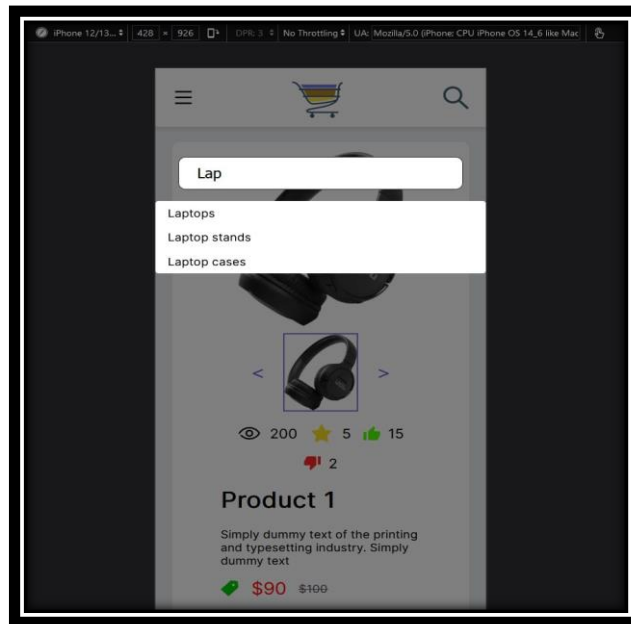 iPhone 12/13... 428 × 926 DPR: 3 No Throttling UA: Mozilla/5.0 (iPhone; CPU iPhone OS 14_6 like Mac
Lap
Laptops
Laptop stands
Laptop cases
< >
200 5 15
2
Product 1
Simply dummy text of the printing
and typesetting industry. Simply
dummy text
$90 $100